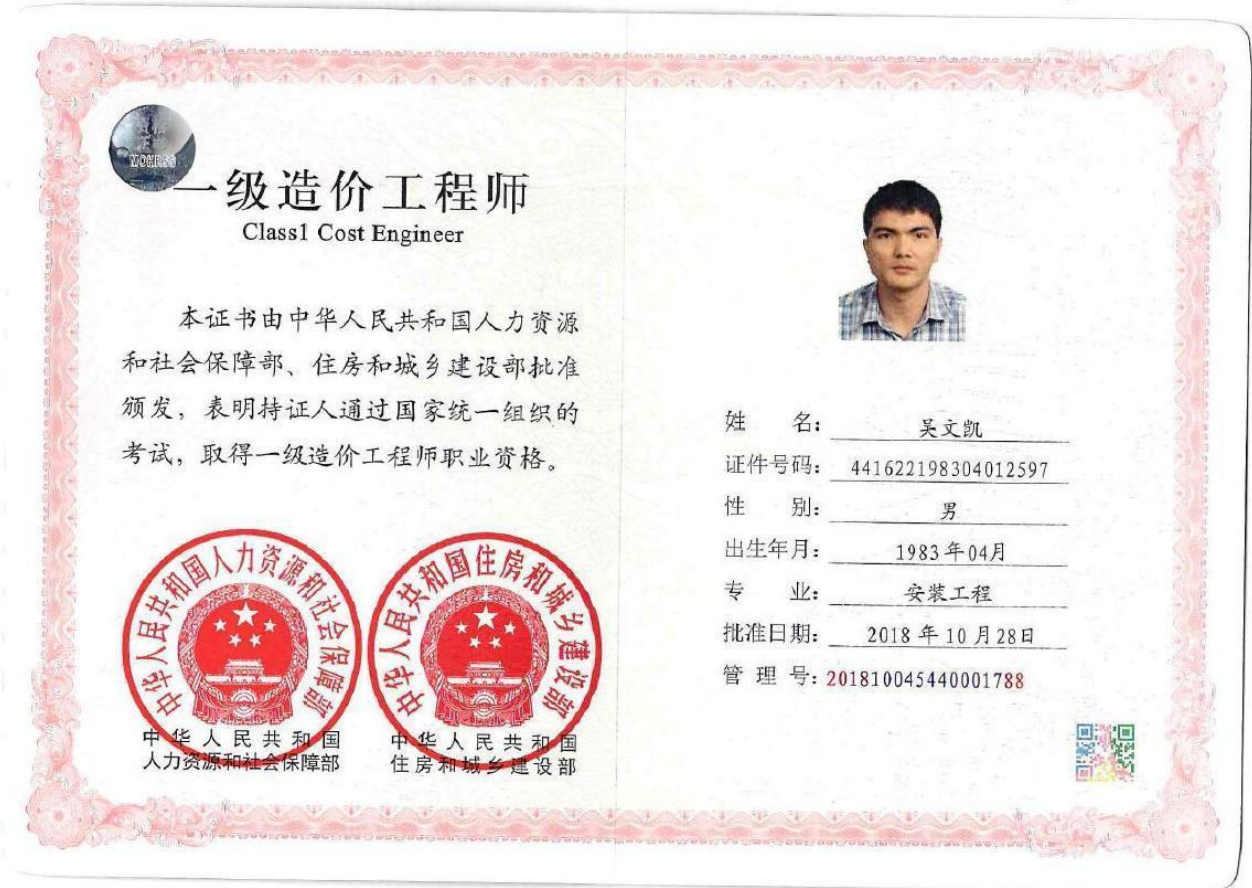 MOHRSS
一级造价工程师
Class1 Cost Engineer
本证书由中华人民共和国人力资源
和社会保障部、住房和城乡建设部批准
颁发，表明持证人通过国家统一组织的
考试，取得一级造价工程师职业资格。
中华人民共和国人力资源和社会保障部
中华人民共和国住房和城乡建设部
中华人民共和国
人力资源和社会保障部
中华人民共和国
住房和城乡建设部
姓 名：吴文凯
证件号码：441622198304012597
性 别：男
出生年月：1983年04月
专 业：安装工程
批准日期：2018年10月28日
管 理 号：201810045440001788